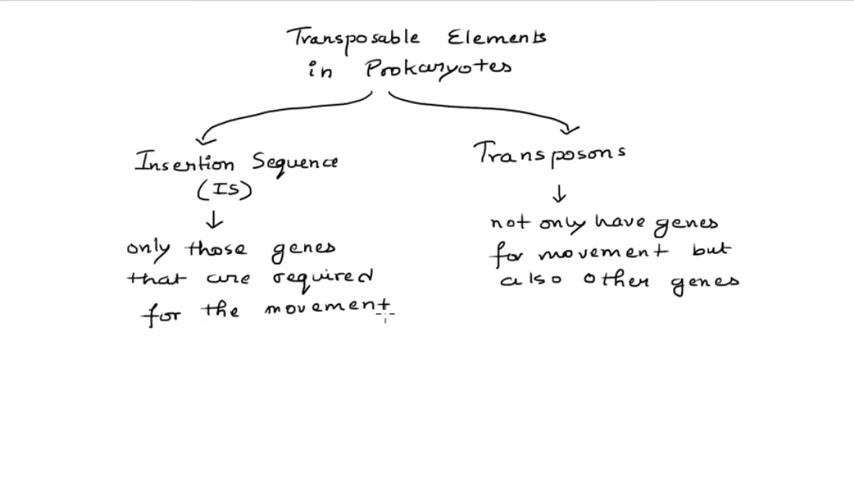 Transposable Elements
in Prokaryotes
Insertion Sequence
(IS)
only those genes
that are required
for the movement
Transposons
not only have genes
for movement but
also other genes